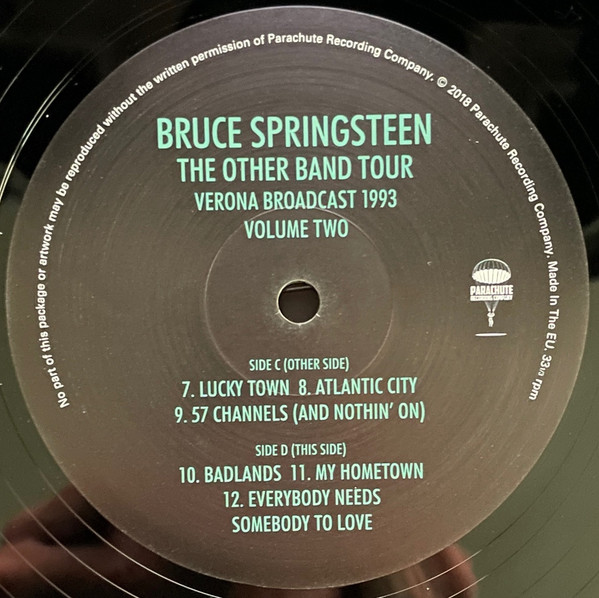 No part of this package or artwork may be reproduced without the written permission of Parachute Recording Company. © 2018 Parachute Recording Company. Made In The EU. 33 1/3 rpm
BRUCE SPRINGSTEEN
THE OTHER BAND TOUR
VERONA BROADCAST 1993
VOLUME TWO
PARACHUTE
RECORDING COMPANY
SIDE C (OTHER SIDE)
7. LUCKY TOWN 8. ATLANTIC CITY
9. 57 CHANNELS (AND NOTHIN' ON)
SIDE D (THIS SIDE)
10. BADLANDS 11. MY HOMETOWN
12. EVERYBODY NEEDS
SOMEBODY TO LOVE